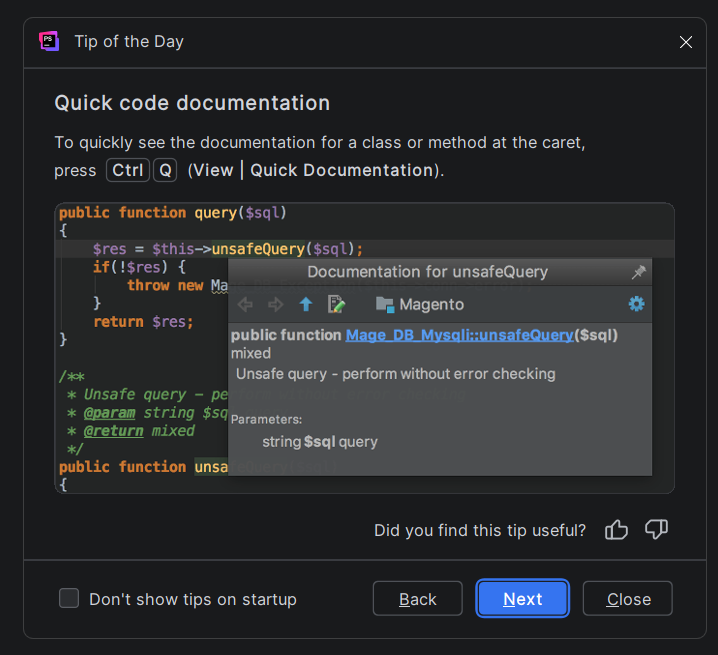 PS
Tip of the Day
Quick code documentation
To quickly see the documentation for a class or method at the caret,
press Ctrl Q (View | Quick Documentation).
public function query($sql)
{
$res = $this->unsafeQuery($sql);
if(!$res) {
throw new Ma
}
return $res;
}
Documentation for unsafeQuery
Magento
public function Mage_DB_Mysqli::unsafeQuery($sql)
mixed
Unsafe query - perform without error checking
Parameters:
string $sql query
/**
* Unsafe query - pe
* @param string $sq
* @return mixed
*/
public function unsa
{
Did you find this tip useful?
Don't show tips on startup
Back
Next
Close